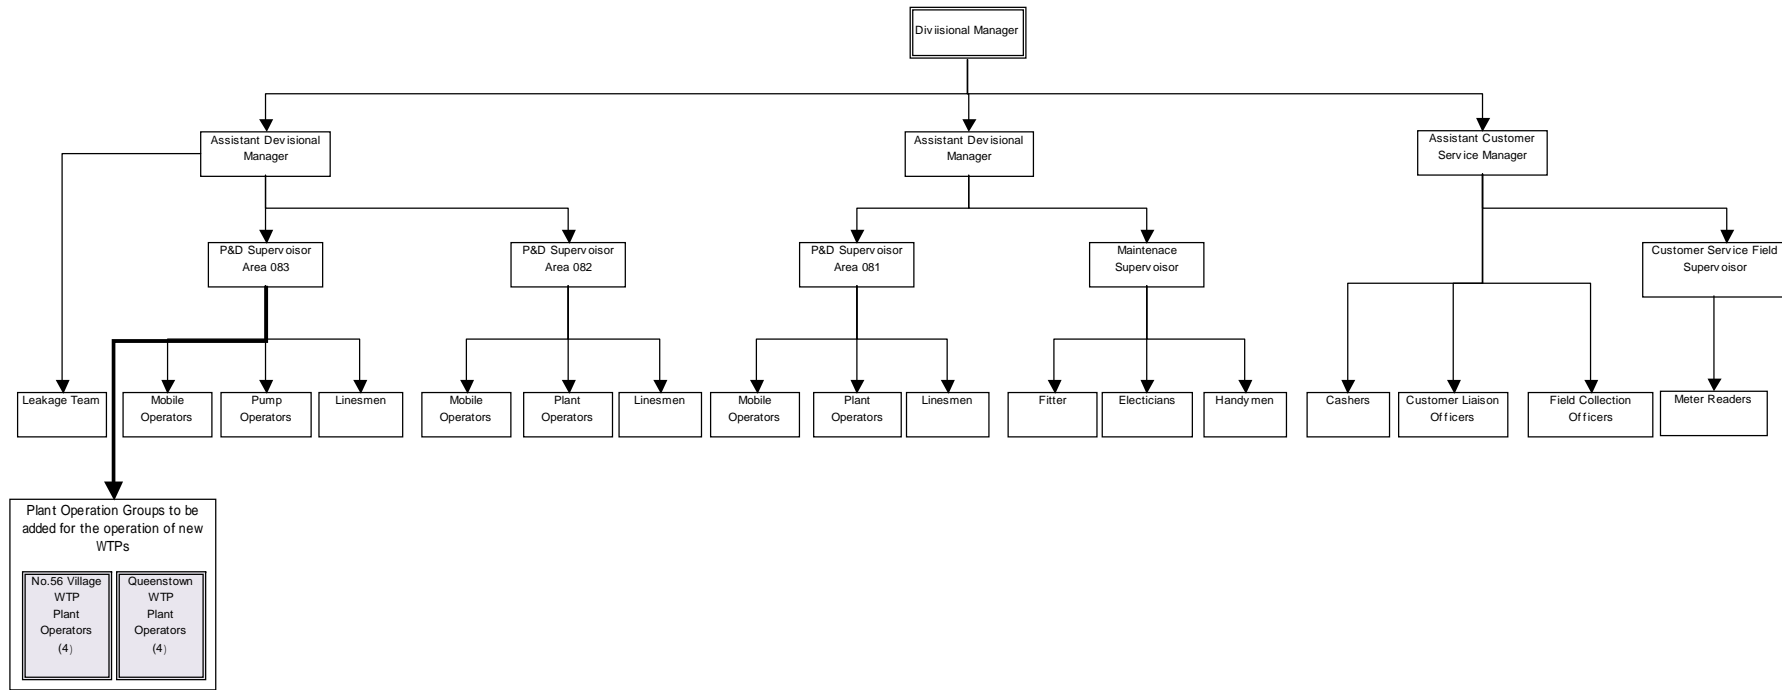 Diviisional Manager
Assistant Devisional
Manager
Assistant Devisional
Manager
Assistant Customer
Service Manager
P&D Supervoisor
Area 083
P&D Supervoisor
Area 082
P&D Supervoisor
Area 081
Maintenace
Supervoisor
Customer Service Field
Supervoisor
Leakage Team
Mobile
Operators
Pump
Operators
Linesmen
Mobile
Operators
Plant
Operators
Linesmen
Mobile
Operators
Plant
Operators
Linesmen
Fitter
Electicians
Handymen
Cashers
Customer Liaison
Officers
Field Collection
Officers
Meter Readers
Plant Operation Groups to be
added for the operation of new
WTPs
No.56 Village
WTP
Plant
Operators
(4)
Queenstown
WTP
Plant
Operators
(4)